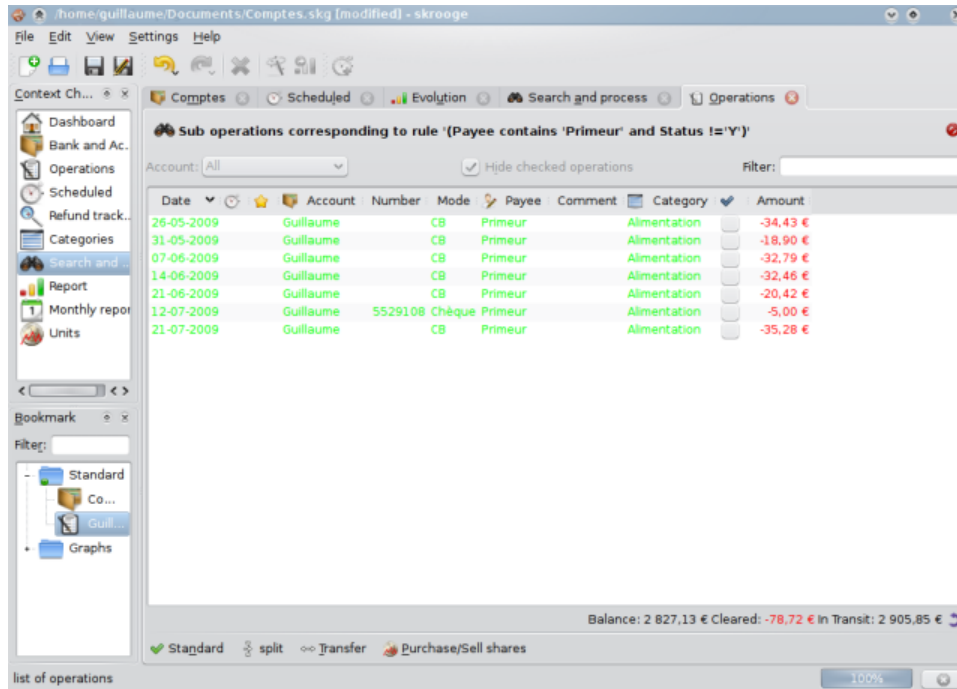 /home/guillaume/Documents/Comptes.skg [modified] - skrooge
File Edit View Settings Help
Context Ch...
Dashboard
Bank and Ac.
Operations
Scheduled
Refund track..
Categories
Search and ..
Report
Monthly repor
Units
Bookmark
Filter:
Standard
Co...
Guill...
Graphs
Comptes Scheduled Evolution Search and process Operations
Sub operations corresponding to rule '(Payee contains 'Primeur' and Status !='Y')'
Account: All Hide checked operations Filter:
Date Account Number Mode Payee Comment Category Amount
26-05-2009 Guillaume CB Primeur Alimentation -34,43 €
31-05-2009 Guillaume CB Primeur Alimentation -18,90 €
07-06-2009 Guillaume CB Primeur Alimentation -32,79 €
14-06-2009 Guillaume CB Primeur Alimentation -32,46 €
21-06-2009 Guillaume CB Primeur Alimentation -20,42 €
12-07-2009 Guillaume 5529108 Chèque Primeur Alimentation -5,00 €
21-07-2009 Guillaume CB Primeur Alimentation -35,28 €
Balance: 2 827,13 € Cleared: -78,72 € In Transit: 2 905,85 €
Standard split Transfer Purchase/Sell shares
list of operations 100%